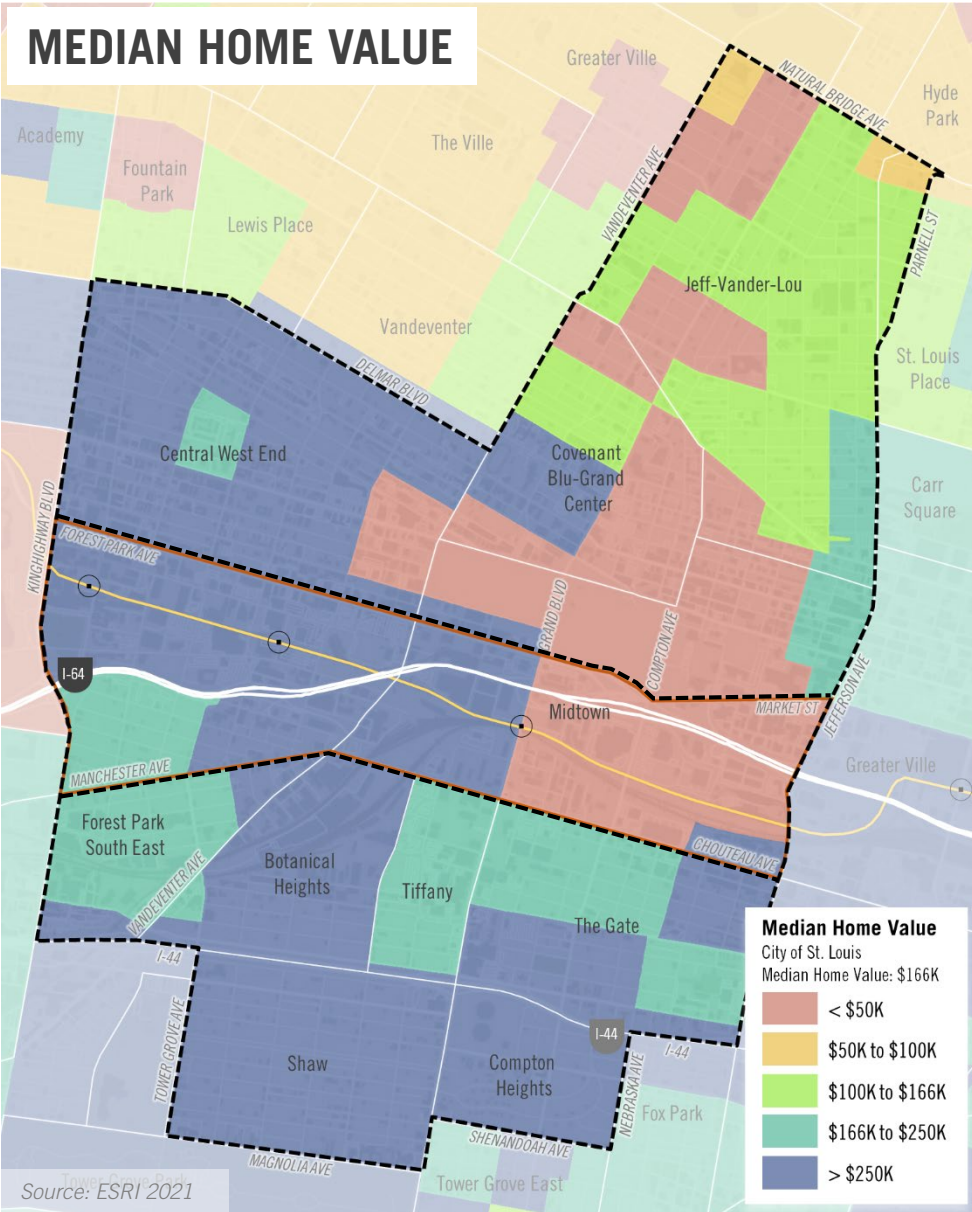 MEDIAN HOME VALUE
Greater Ville
NATURAL BRIDGE AVE
Hyde
Park
Academy
The Ville
Fountain
Park
VANDEVENTER AVE
Lewis Place
PARNELL ST
Jeff-Vander-Lou
Vandeventer
St. Louis
Place
DELMAR BLVD
Central West End
Covenant
Blu-Grand
Center
Carr
Square
KINGHIGHWAY BLVD
FOREST PARK AVE
GRAND BLVD
COMPTON AVE
I-64
Midtown
MARKET ST
JEFFERSON AVE
MANCHESTER AVE
Greater Ville
Forest Park
South East
CHOUTEAU AVE
Botanical
Heights
Tiffany
VANDEVENTER AVE
The Gate
I-44
I-44
I-44
TOWER GROVE AVE
Shaw
Compton
Heights
NEBRASKA AVE
Fox Park
SHENANDOAH AVE
MAGNOLIA AVE
Tower Grove Park
Tower Grove East
Source: ESRI 2021
Median Home Value
City of St. Louis
Median Home Value: $166K
< $50K
$50K to $100K
$100K to $166K
$166K to $250K
> $250K